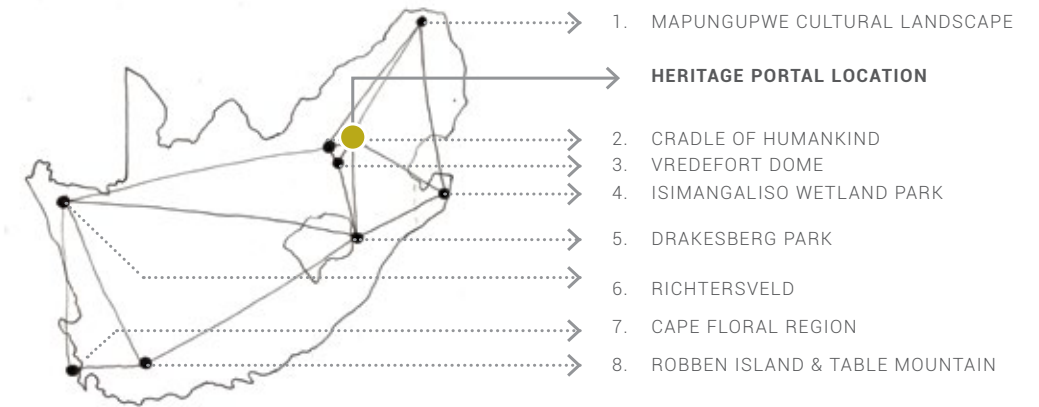 1. MAPUNGUPWE CULTURAL LANDSCAPE
HERITAGE PORTAL LOCATION
2. CRADLE OF HUMANKIND
3. VREDEFORT DOME
4. ISIMANGALISO WETLAND PARK
5. DRAKESBERG PARK
6. RICHTERSVELD
7. CAPE FLORAL REGION
8. ROBBEN ISLAND & TABLE MOUNTAIN